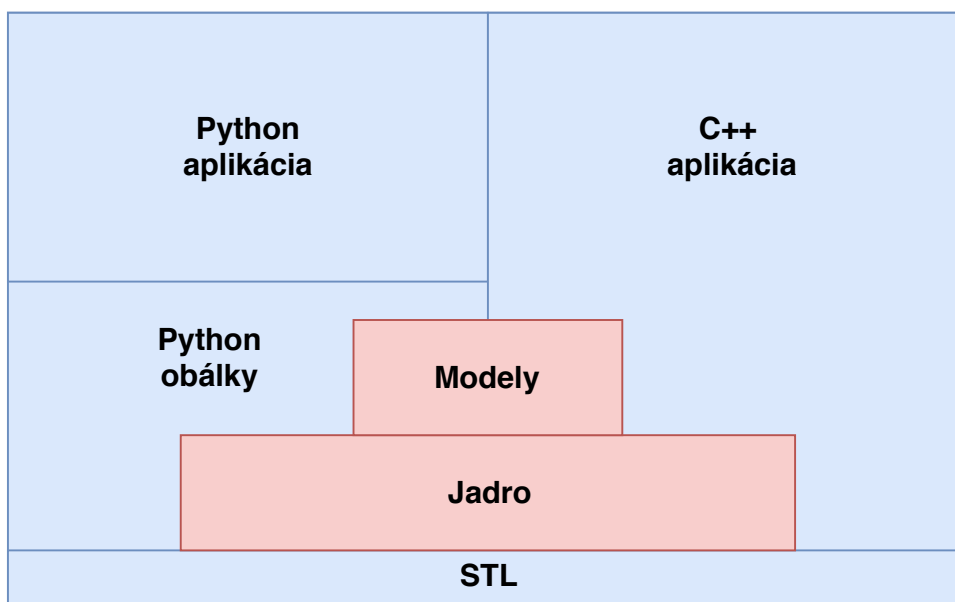 Python
aplikácia
C++
aplikácia
Python
obálky
Modely
Jadro
STL